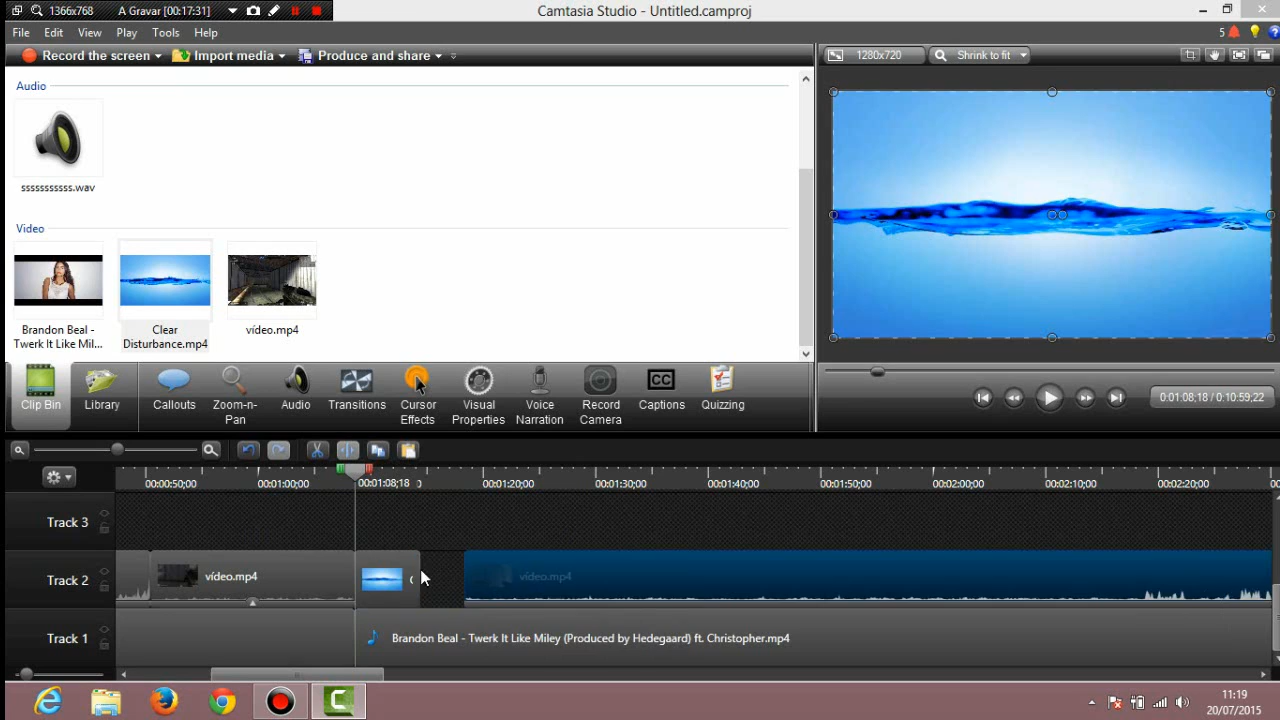 1366x768 A Gravar [00:17:31] Camtasia Studio - Untitled.camproj
File Edit View Play Tools Help 5
Record the screen Import media Produce and share 1280x720 Shrink to fit
Audio
sssssssssss.wav
Video
Brandon Beal - Twerk It Like Mil...
Clear Disturbance.mp4
vídeo.mp4
Clip Bin Library Callouts Zoom-n-Pan Audio Transitions Cursor Effects Visual Properties Voice Narration Record Camera CC Captions Quizzing
0:01:08;18 / 0:10:59;22
00:00:50;00 00:01:00;00 00:01:08;18 00:01:20;00 00:01:30;00 00:01:40;00 00:01:50;00 00:02:00;00 00:02:10;00 00:02:20;00
Track 3
Track 2 vídeo.mp4 vídeo.mp4
Track 1 Brandon Beal - Twerk It Like Miley (Produced by Hedegaard) ft. Christopher.mp4
11:19
20/07/2015